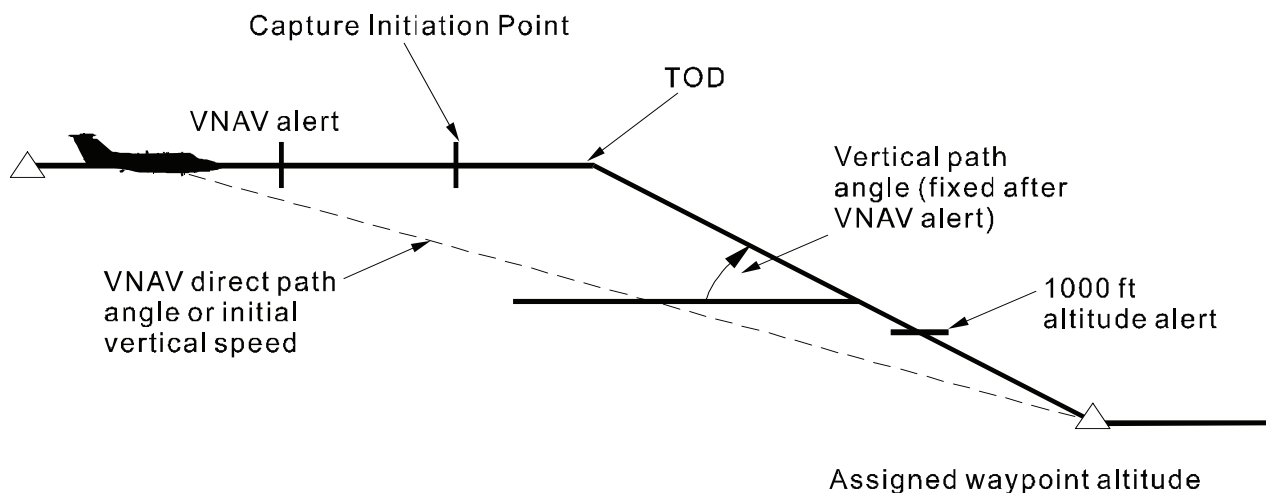 Capture Initiation Point
TOD
VNAV alert
Vertical path
angle (fixed after
VNAV alert)
VNAV direct path
angle or initial
vertical speed
1000 ft
altitude alert
Assigned waypoint altitude